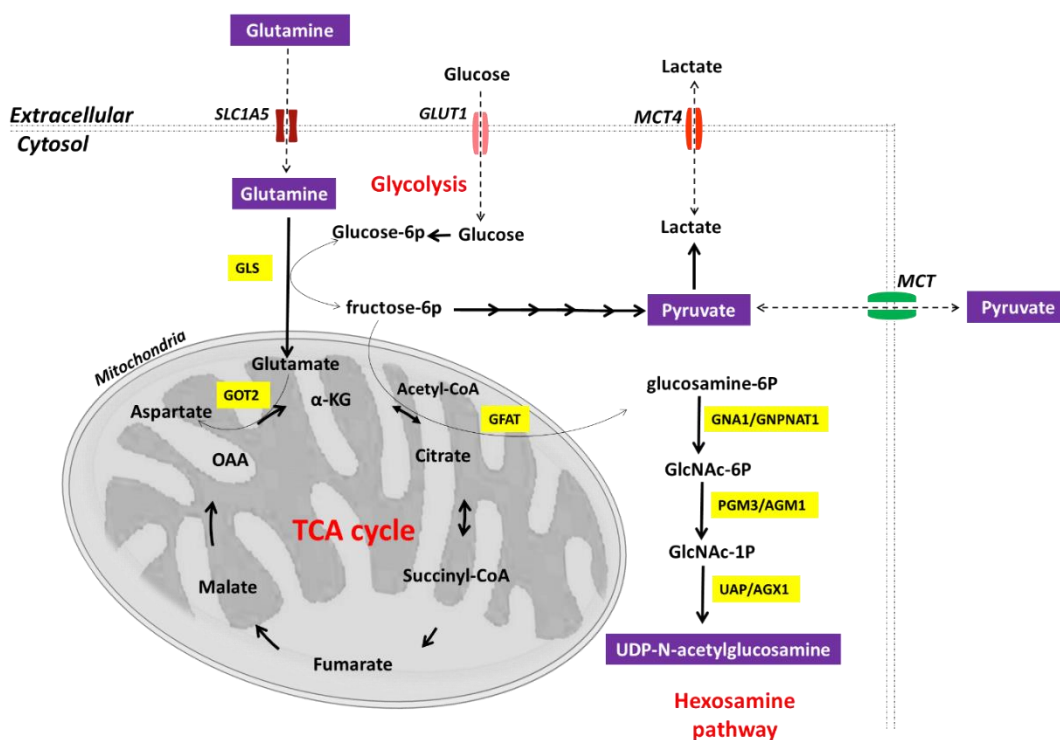 Glutamine
Glucose
Lactate
Extracellular
SLC1A5
GLUT1
MCT4
Cytosol
Glycolysis
Glutamine
Glucose-6p
Glucose
Lactate
GLS
MCT
fructose-6p
Pyruvate
Pyruvate
Mitochondria
Glutamate
Acetyl-CoA
glucosamine-6P
GOT2
α-KG
Aspartate
GFAT
GNA1/GNPNAT1
OAA
Citrate
GlcNAc-6P
TCA cycle
PGM3/AGM1
GlcNAc-1P
Succinyl-CoA
Malate
UAP/AGX1
Fumarate
UDP-N-acetylglucosamine
Hexosamine
pathway